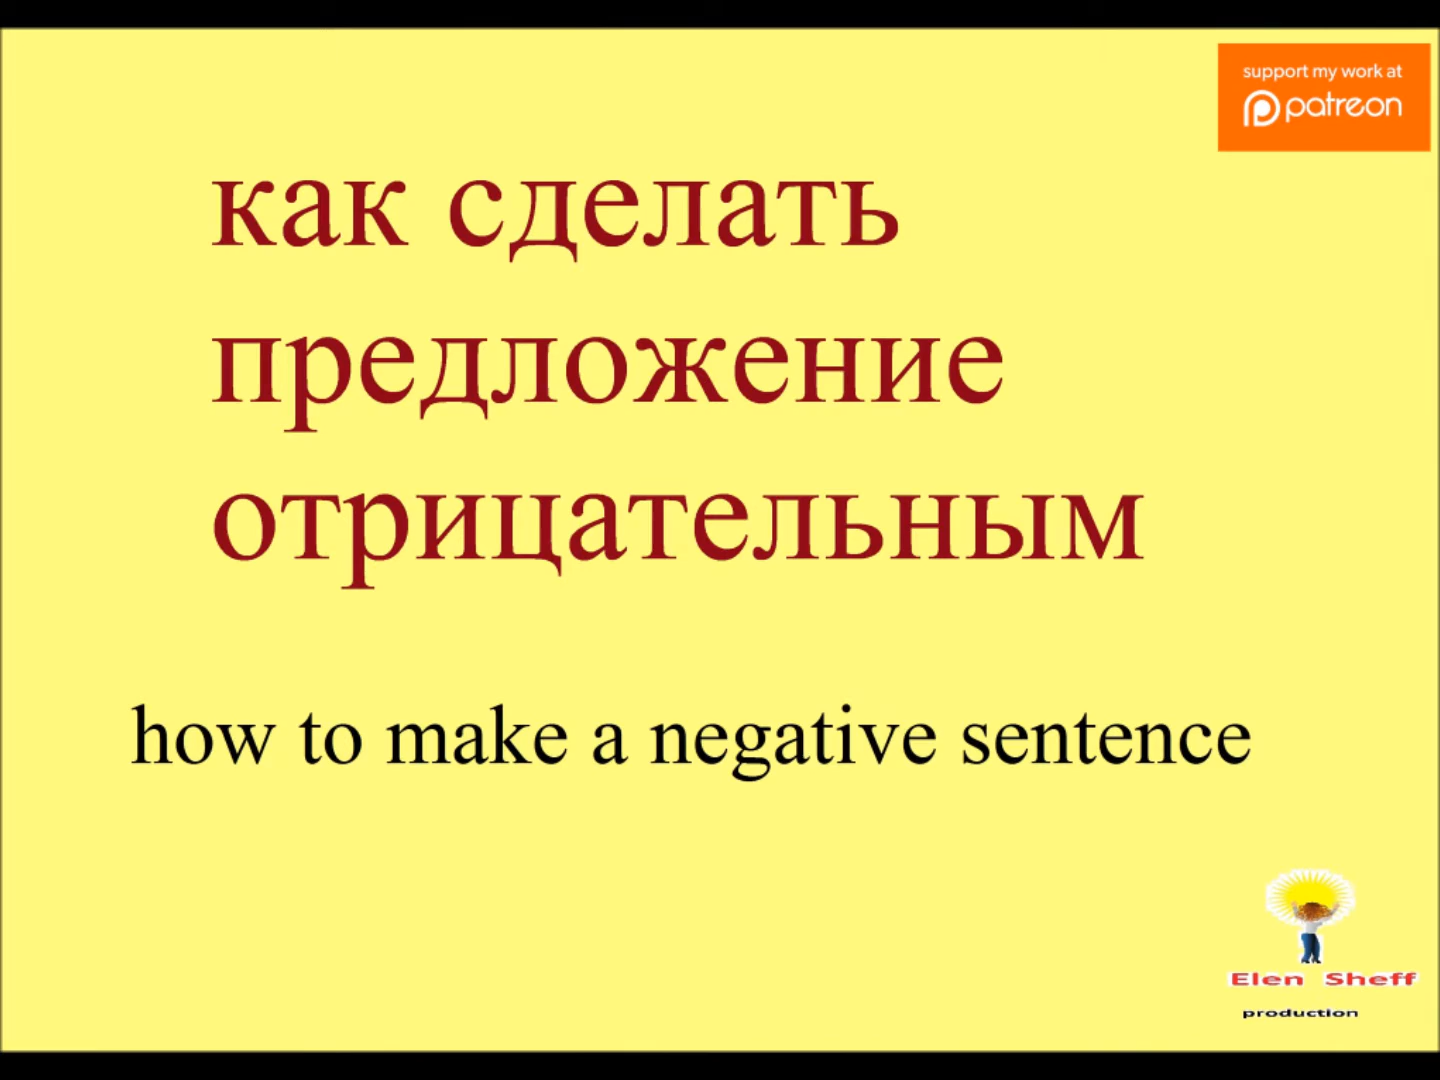 support my work at
patreon
как сделать
предложение
отрицательным
how to make a negative sentence
Elen Sheff
production